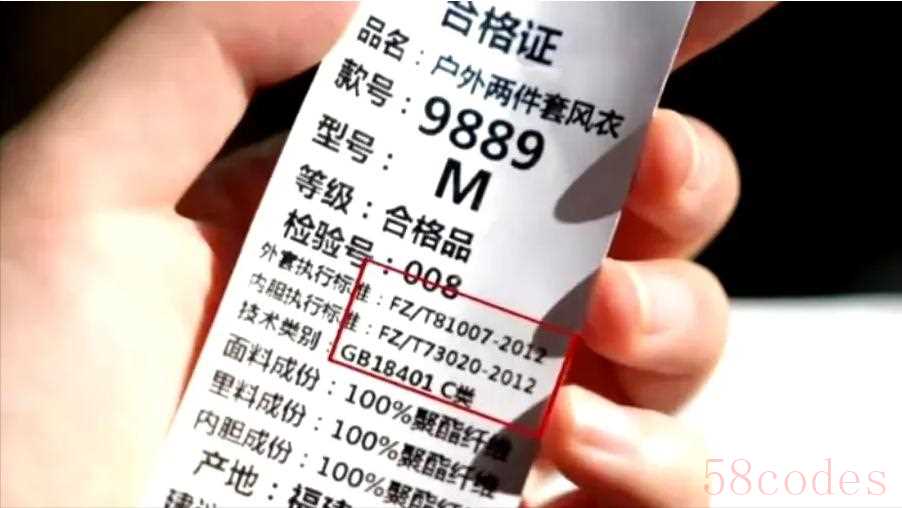 合格证
品名：户外两件套风衣
款号：9889
型号：M
等级：合格品
检验号：008
外套执行标准：FZ/T81007-2012
内胆执行标准：FZ/T73020-2012
技术类别：GB18401 C类
面料成份：100%聚酯纤维
里料成份：100%聚酯纤维
内胆成份：100%聚酯纤维
产地：福建
建议
58codes